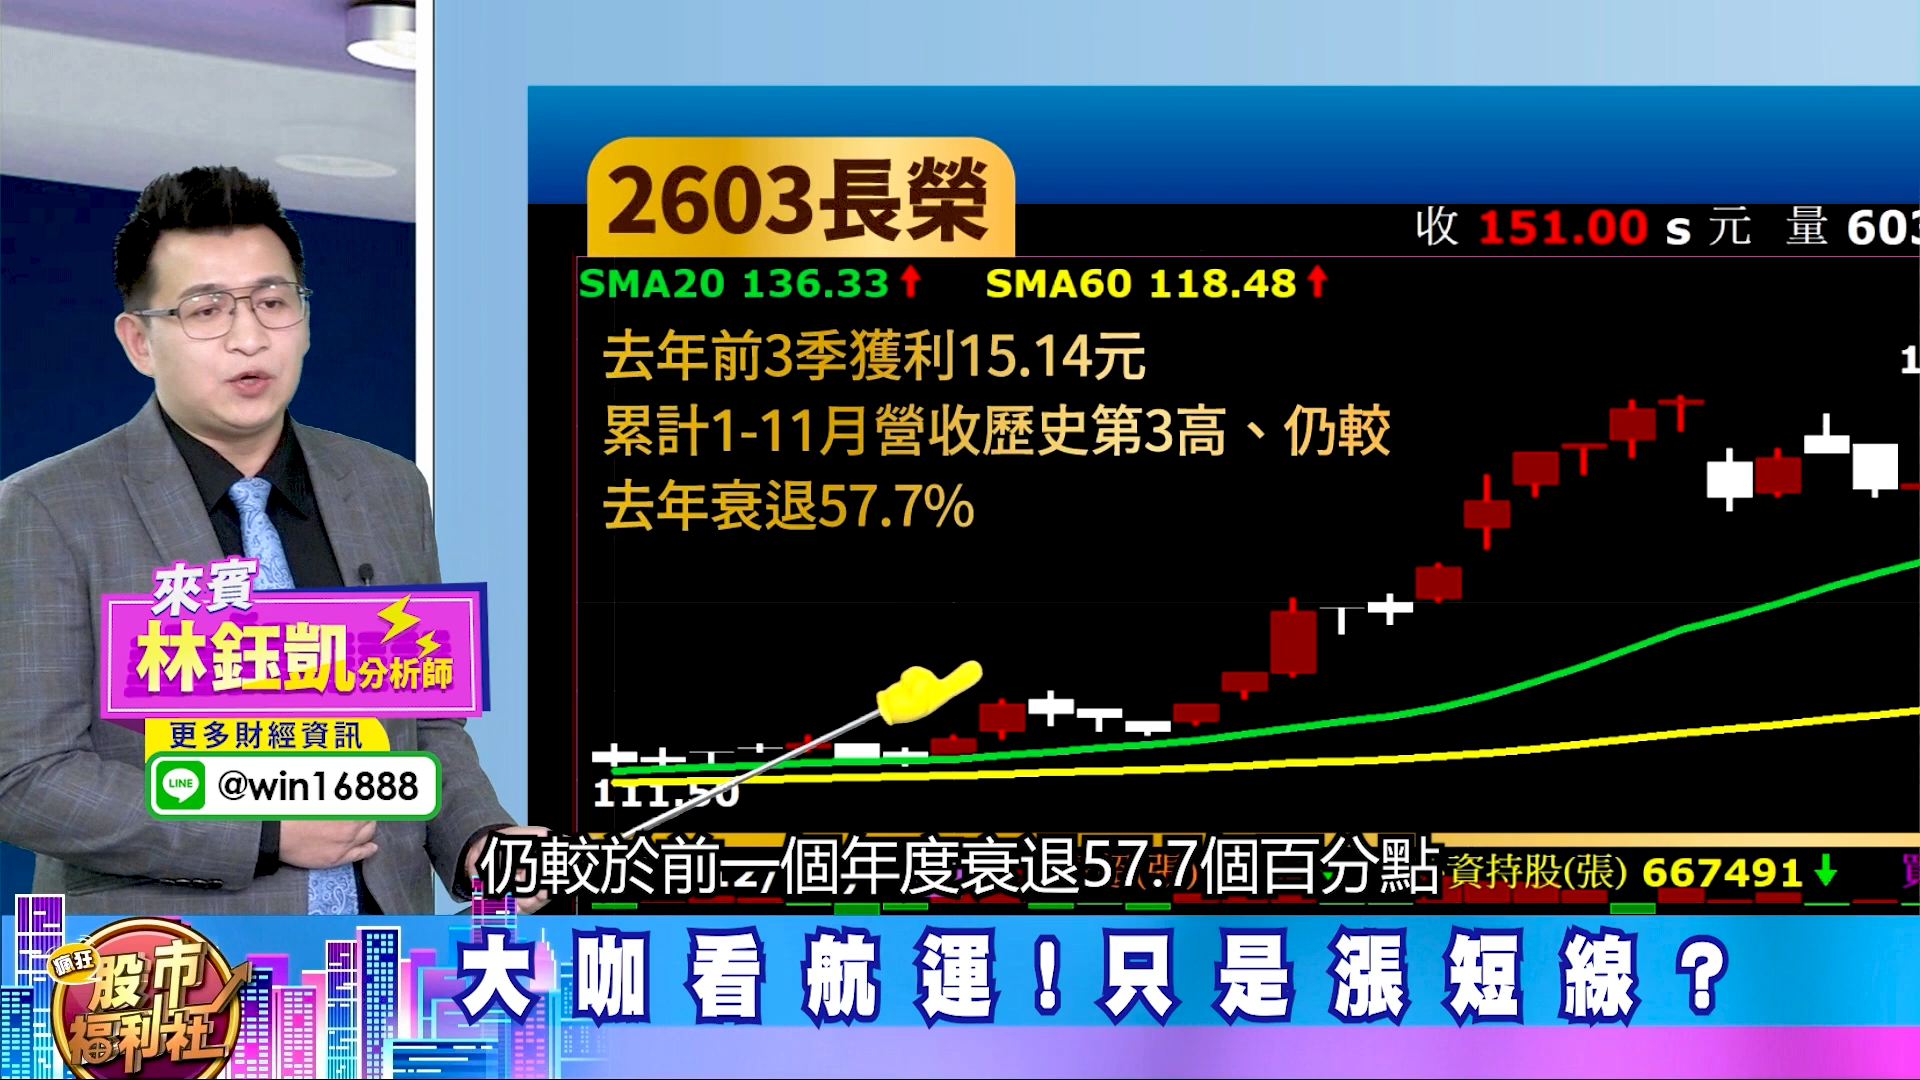 2603長榮
收 151.00 s 元 量 603
SMA20 136.33↑ SMA60 118.48↑
去年前3季獲利15.14元
累計1-11月營收歷史第3高、仍較
去年衰退57.7%
111.50
來賓
林鈺凱分析師
更多財經資訊
LINE @win16888
資持股(張) 667491↓
仍較於前一個年度衰退57.7個百分點
大咖看航運!只是漲短線?
瘋狂
股市
福利社